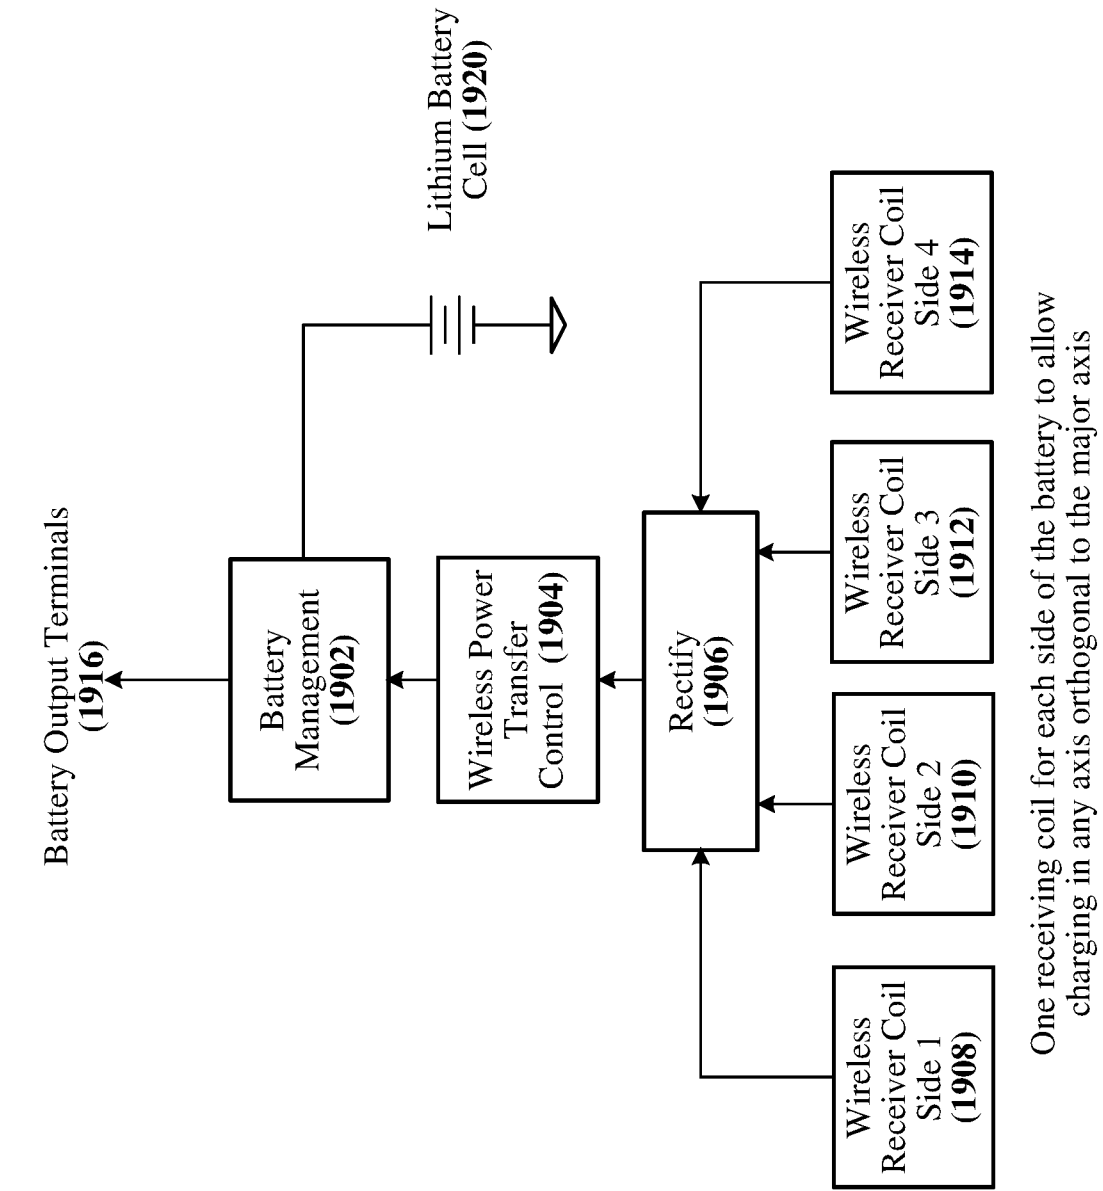 Battery Output Terminals
(1916)
Battery
Management
(1902)
Lithium Battery
Cell (1920)
Wireless Power
Transfer
Control (1904)
Rectify
(1906)
Wireless
Receiver Coil
Side 1
(1908)
Wireless
Receiver Coil
Side 2
(1910)
Wireless
Receiver Coil
Side 3
(1912)
Wireless
Receiver Coil
Side 4
(1914)
One receiving coil for each side of the battery to allow
charging in any axis orthogonal to the major axis